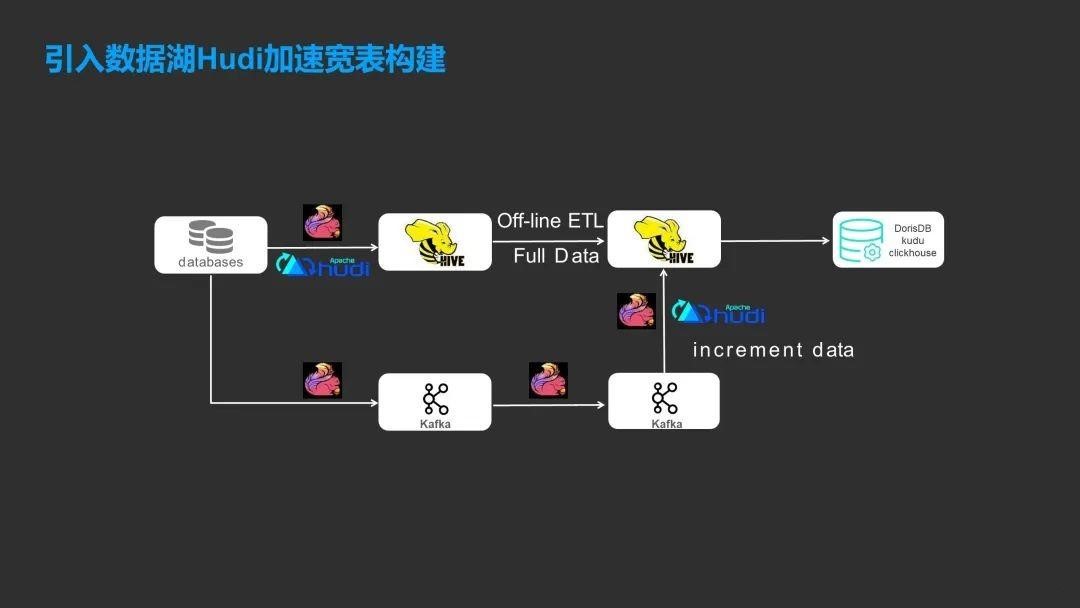 引入数据湖Hudi加速宽表构建
databases
Apache
hudi
HIVE
Off-line ETL
Full Data
HIVE
DorisDB
kudu
clickhouse
Apache
hudi
increment data
Kafka
Kafka